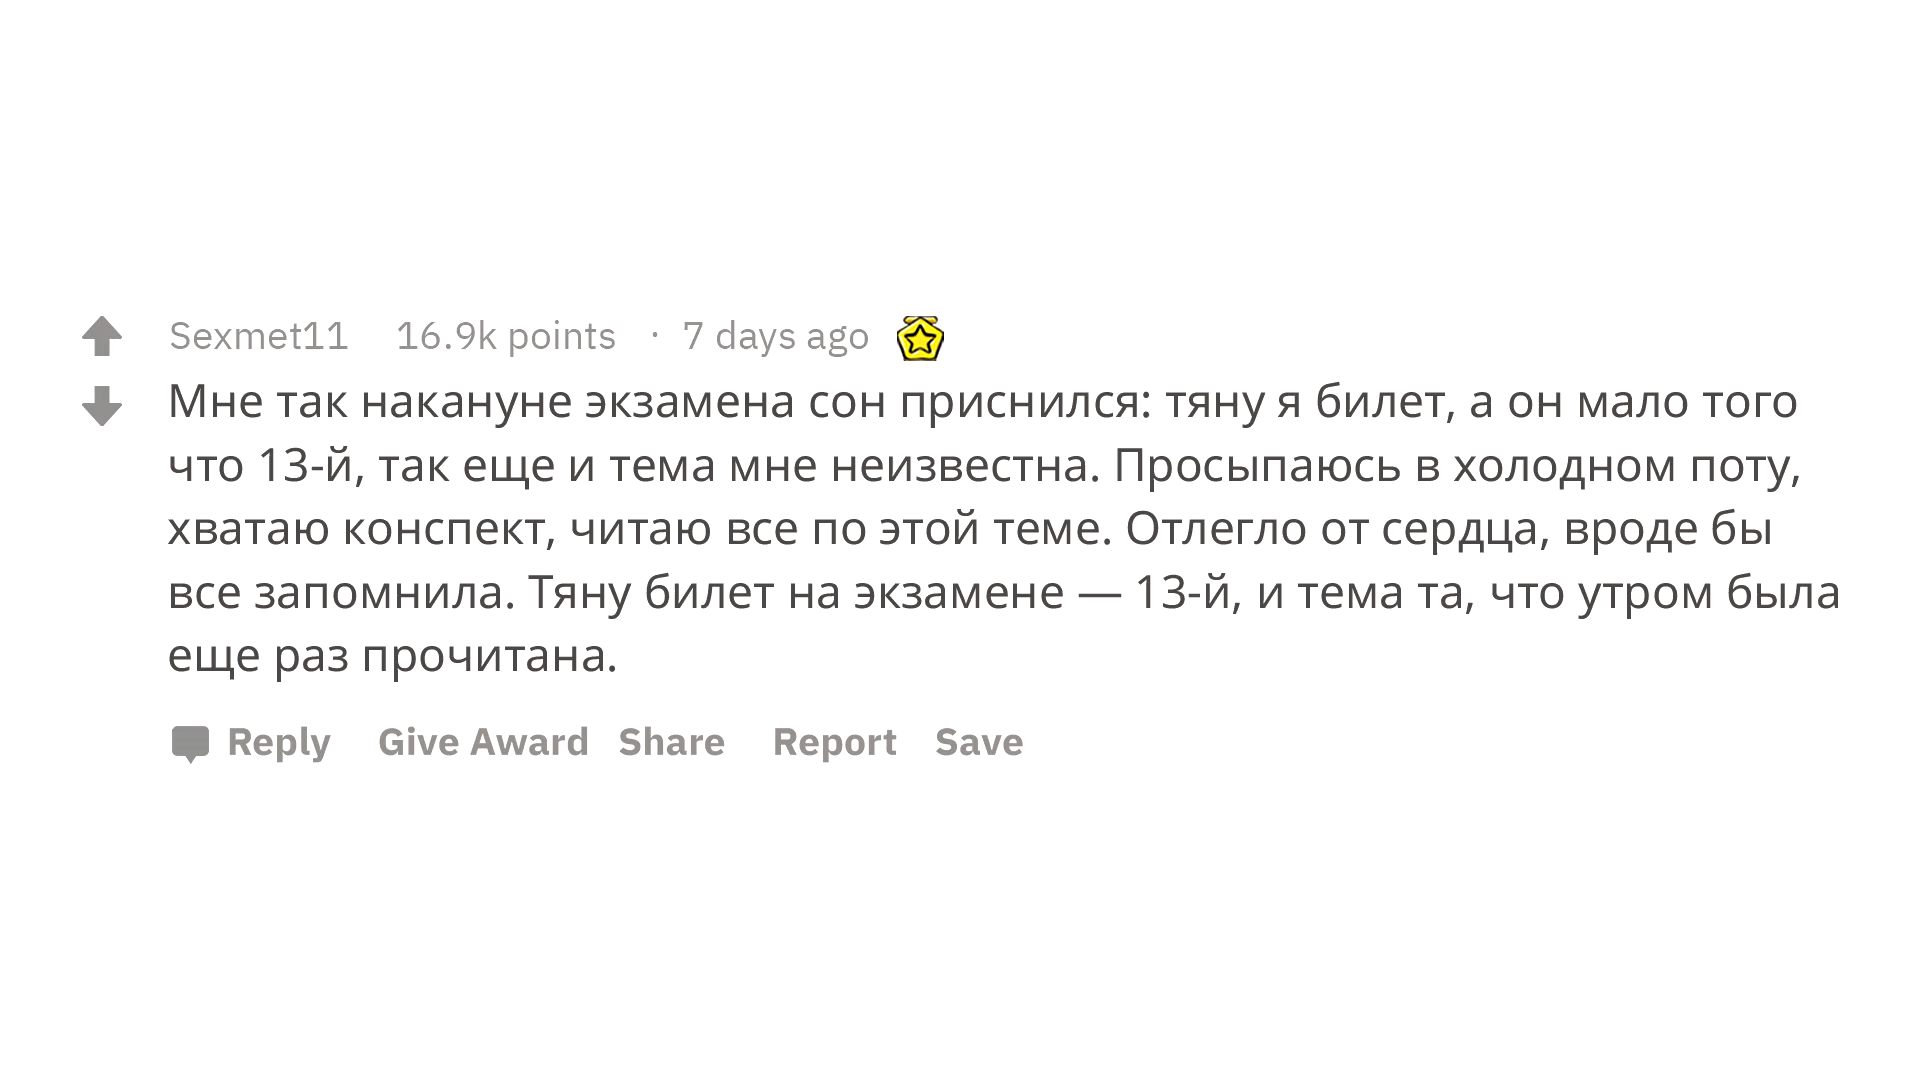 Sexmet11 16.9k points · 7 days ago
Мне так накануне экзамена сон приснился: тяну я билет, а он мало того
что 13-й, так еще и тема мне неизвестна. Просыпаюсь в холодном поту,
хватаю конспект, читаю все по этой теме. Отлегло от сердца, вроде бы
все запомнила. Тяну билет на экзамене — 13-й, и тема та, что утром была
еще раз прочитана.
Reply Give Award Share Report Save